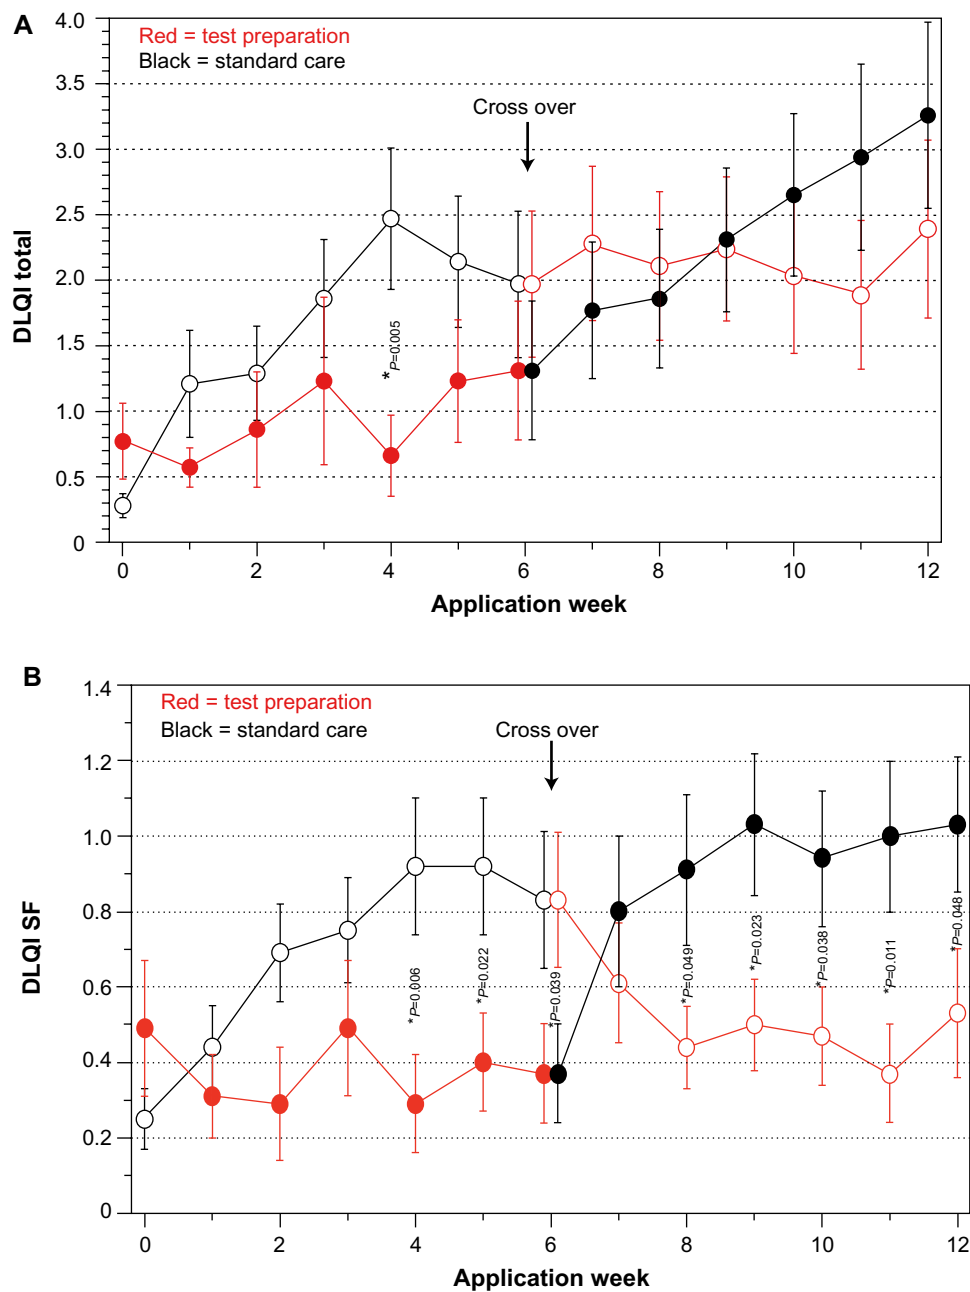 A
Red = test preparation
Black = standard care
Cross over
4.0
3.5
3.0
2.5
2.0
1.5
1.0
0.5
0
DLQI total
*P=0.005
0 2 4 6 8 10 12
Application week
B
Red = test preparation
Black = standard care
Cross over
1.4
1.2
1.0
0.8
0.6
0.4
0.2
0
DLQI SF
*P=0.006
*P=0.022
*P=0.039
*P=0.049
*P=0.023
*P=0.038
*P=0.011
*P=0.048
0 2 4 6 8 10 12
Application week